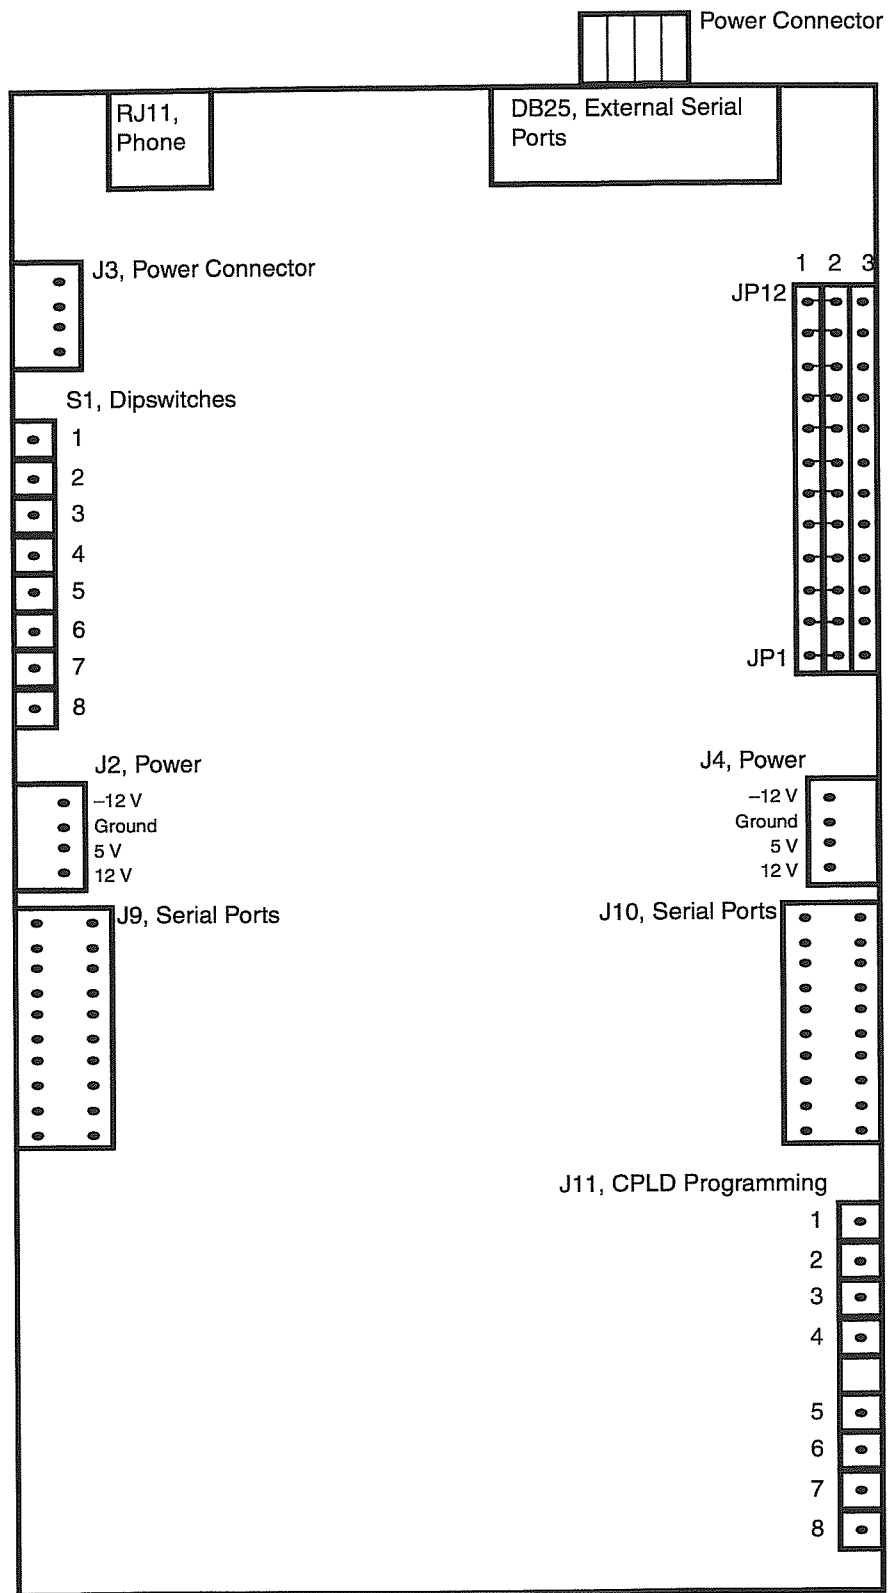 Power Connector
RJ11,
Phone
DB25, External Serial
Ports
J3, Power Connector
1 2 3
JP12
S1, Dipswitches
1
2
3
4
5
6
7
8
JP1
J2, Power
–12 V
Ground
5 V
12 V
J4, Power
–12 V
Ground
5 V
12 V
J9, Serial Ports
J10, Serial Ports
J11, CPLD Programming
1
2
3
4
5
6
7
8